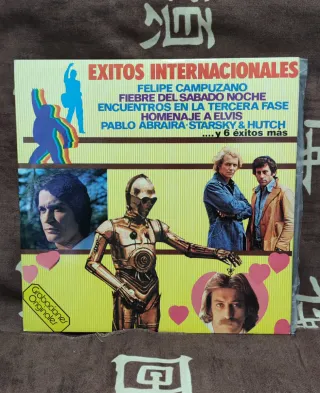 EXITOS INTERNACIONALES
FELIPE CAMPUZANO
FIEBRE DEL SABADO NOCHE
ENCUENTROS EN LA TERCERA FASE
HOMENAJE A ELVIS
PABLO ABRAIRA·STARSKY & HUTCH
....y 6 éxitos más
Grabaciones
Originales